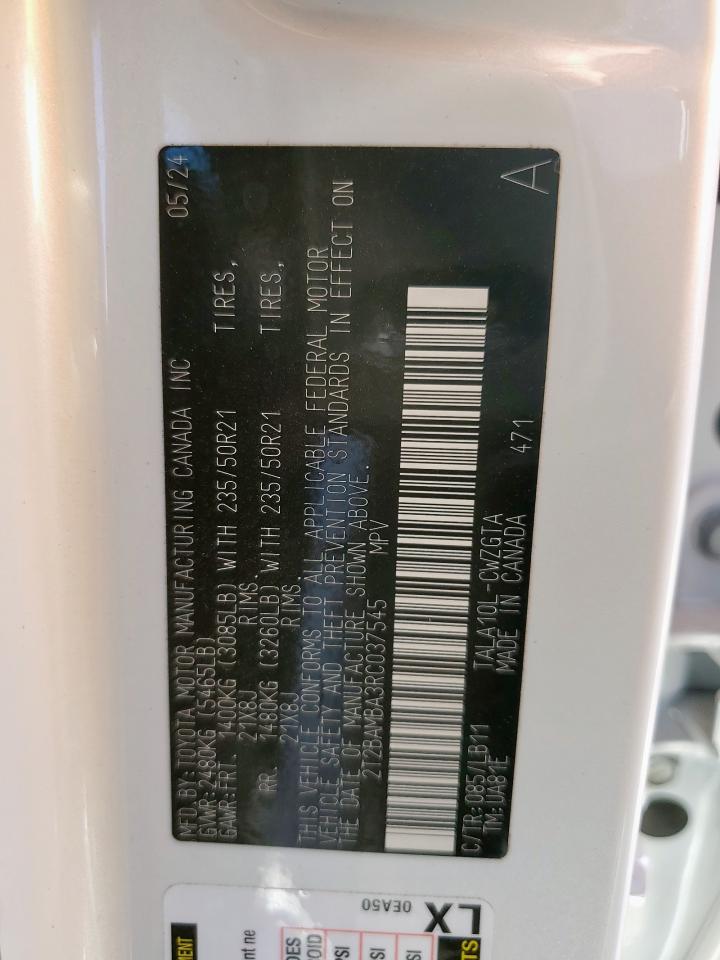 MFD. BY: TOYOTA MOTOR MANUFACTURING CANADA INC 05/24
GVWR: 2480KG (5465LB)
GAWR: FRT. 1400KG (3085LB) WITH 235/50R21 TIRES,
21X8J RIMS.
RR. 1480KG (3260LB) WITH 235/50R21 TIRES,
21X8J RIMS.
THIS VEHICLE CONFORMS TO ALL APPLICABLE FEDERAL MOTOR
VEHICLE SAFETY AND THEFT PREVENTION STANDARDS IN EFFECT ON
THE DATE OF MANUFACTURE SHOWN ABOVE.
2T2BAMBA3RC037545 MPV
C/TR: 0857/LB11 TALA10L-CWZGTA A
TM: UA81E MADE IN CANADA 471
LX
0EA50